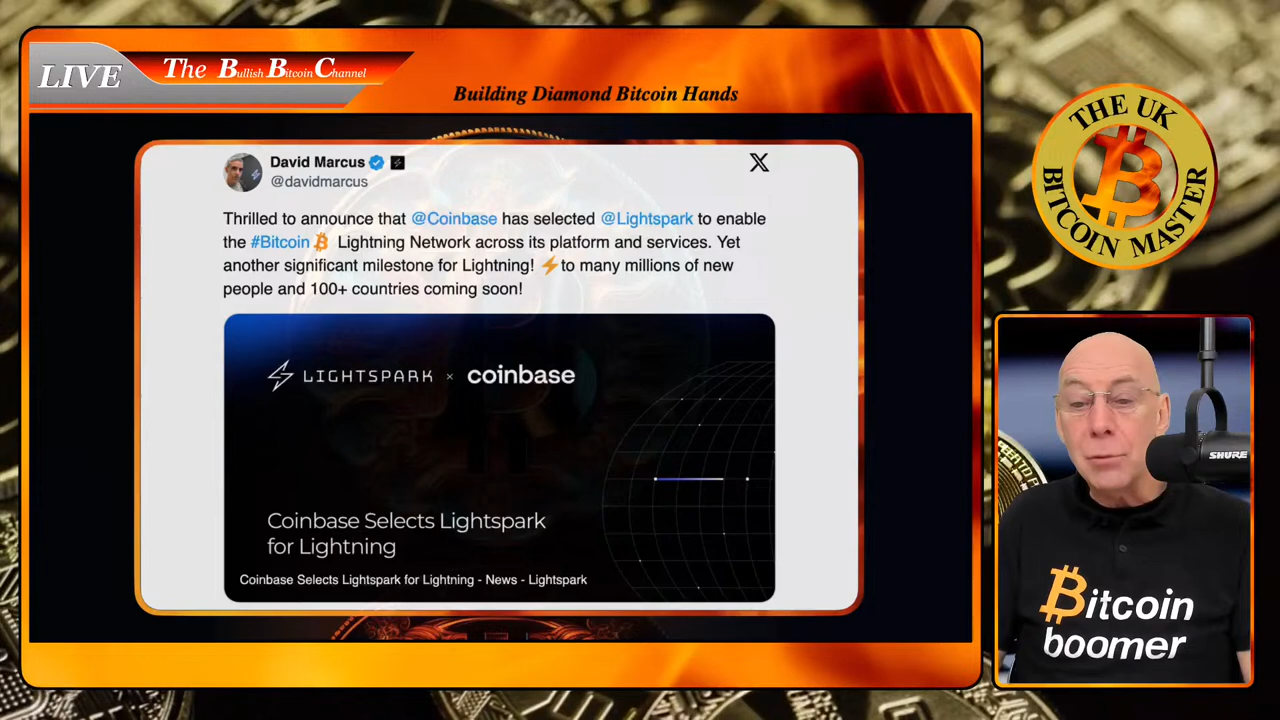 LIVE
The Bullish Bitcoin Channel
Building Diamond Bitcoin Hands
David Marcus
@davidmarcus
X
Thrilled to announce that @Coinbase has selected @Lightspark to enable
the #Bitcoin Lightning Network across its platform and services. Yet
another significant milestone for Lightning! ⚡to many millions of new
people and 100+ countries coming soon!
LIGHTSPARK × coinbase
Coinbase Selects Lightspark
for Lightning
Coinbase Selects Lightspark for Lightning - News - Lightspark
THE UK
BITCOIN MASTER
SHURE
Bitcoin
boomer